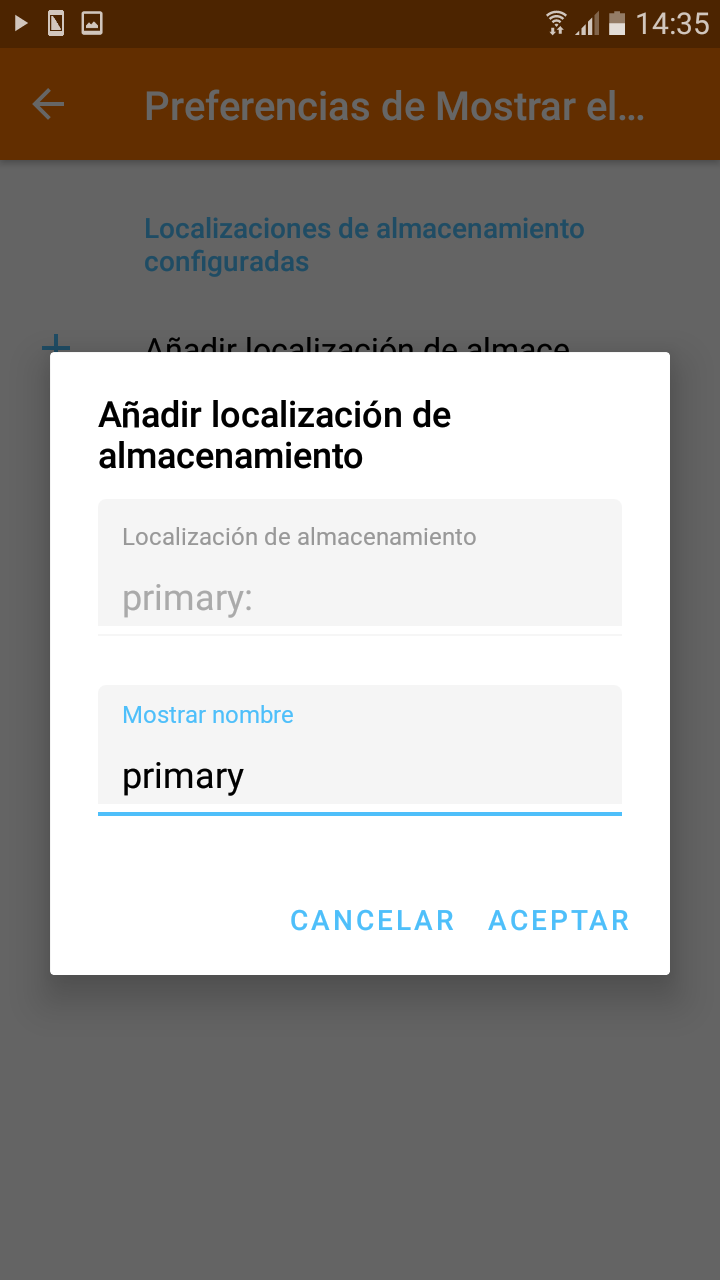 14:35
Preferencias de Mostrar el...
Localizaciones de almacenamiento
configuradas
Añadir localización de almace
Añadir localización de
almacenamiento
Localización de almacenamiento
primary:
Mostrar nombre
primary
CANCELAR ACEPTAR